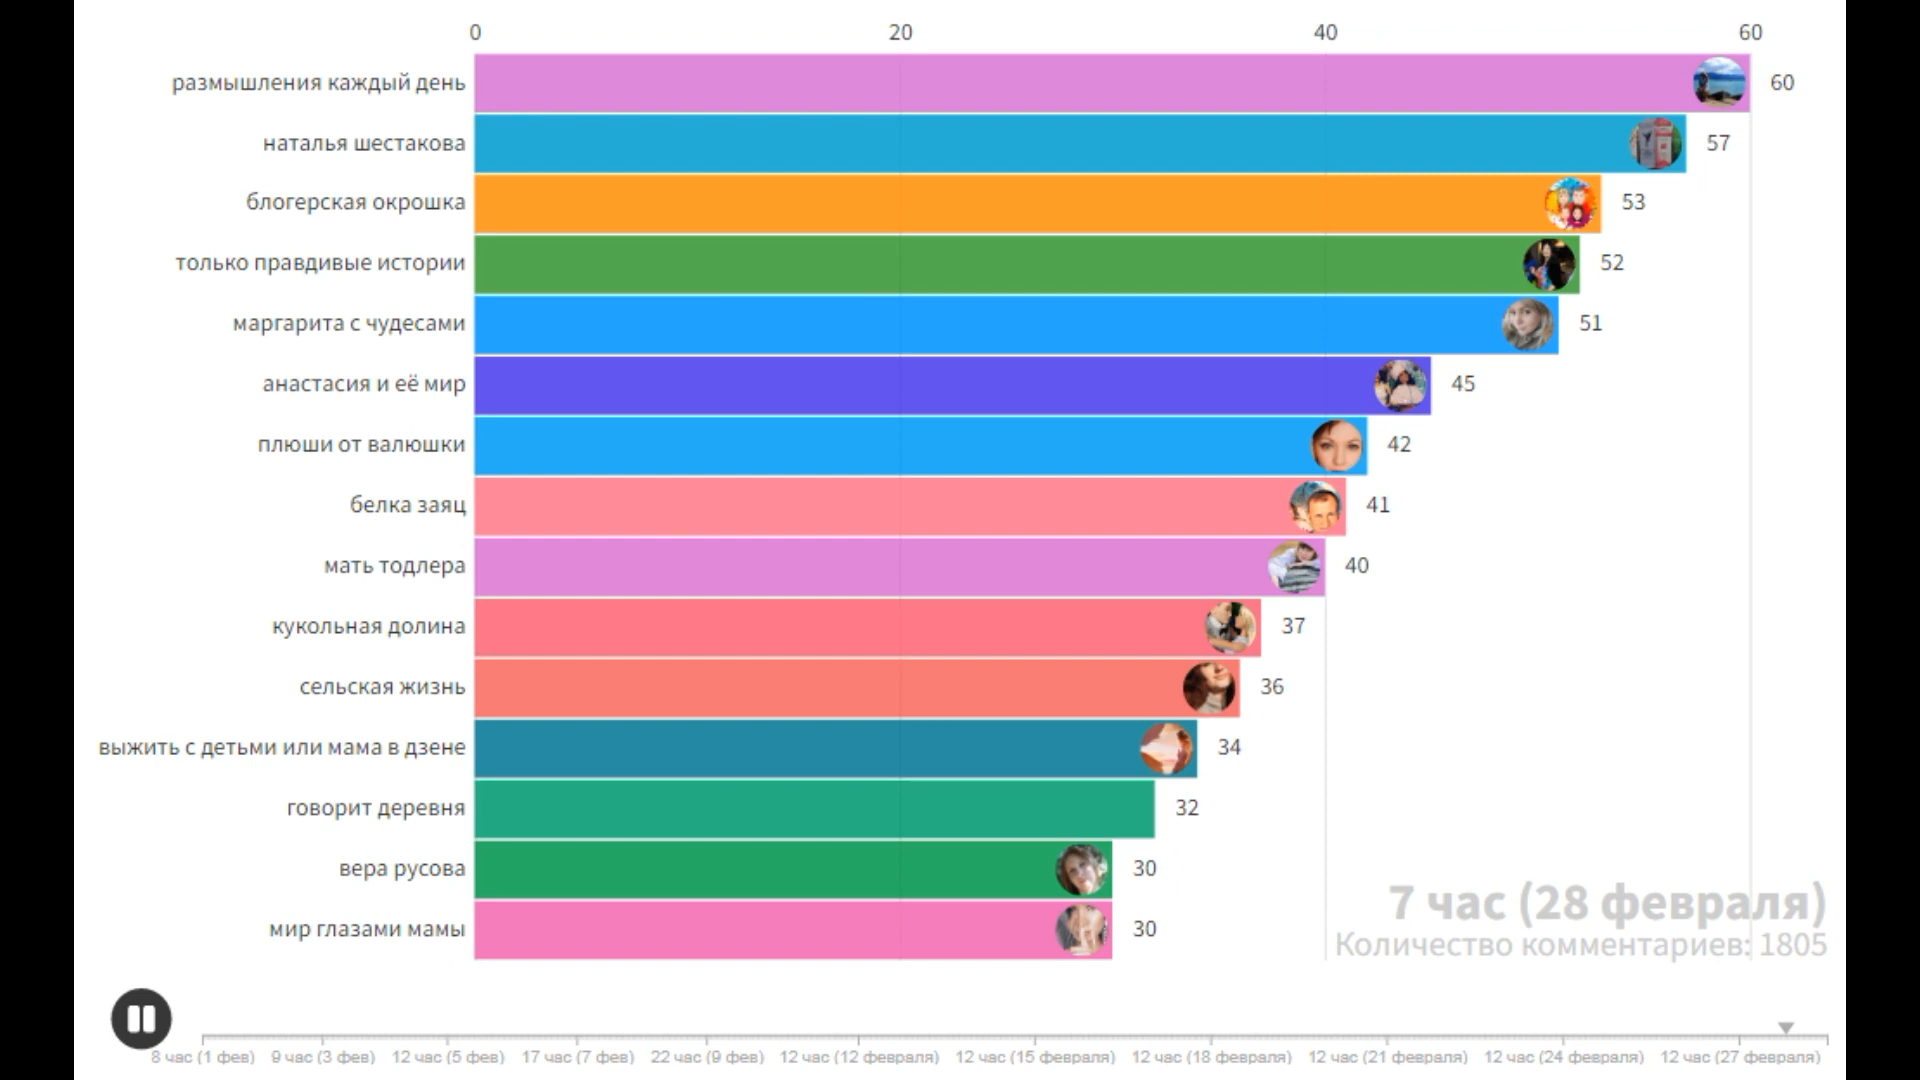 0 20 40 60
размышления каждый день 60
наталья шестакова 57
блогерская окрошка 53
только правдивые истории 52
маргарита с чудесами 51
анастасия и её мир 45
плюши от валюшки 42
белка заяц 41
мать тодлера 40
кукольная долина 37
сельская жизнь 36
выжить с детьми или мама в дзене 34
говорит деревня 32
вера русова 30
мир глазами мамы 30
7 час (28 февраля)
Количество комментариев: 1805
8 час (1 фев) 9 час (3 фев) 12 час (5 фев) 17 час (7 фев) 22 час (9 фев) 12 час (12 февраля) 12 час (15 февраля) 12 час (18 февраля) 12 час (21 февраля) 12 час (24 февраля) 12 час (27 февраля)